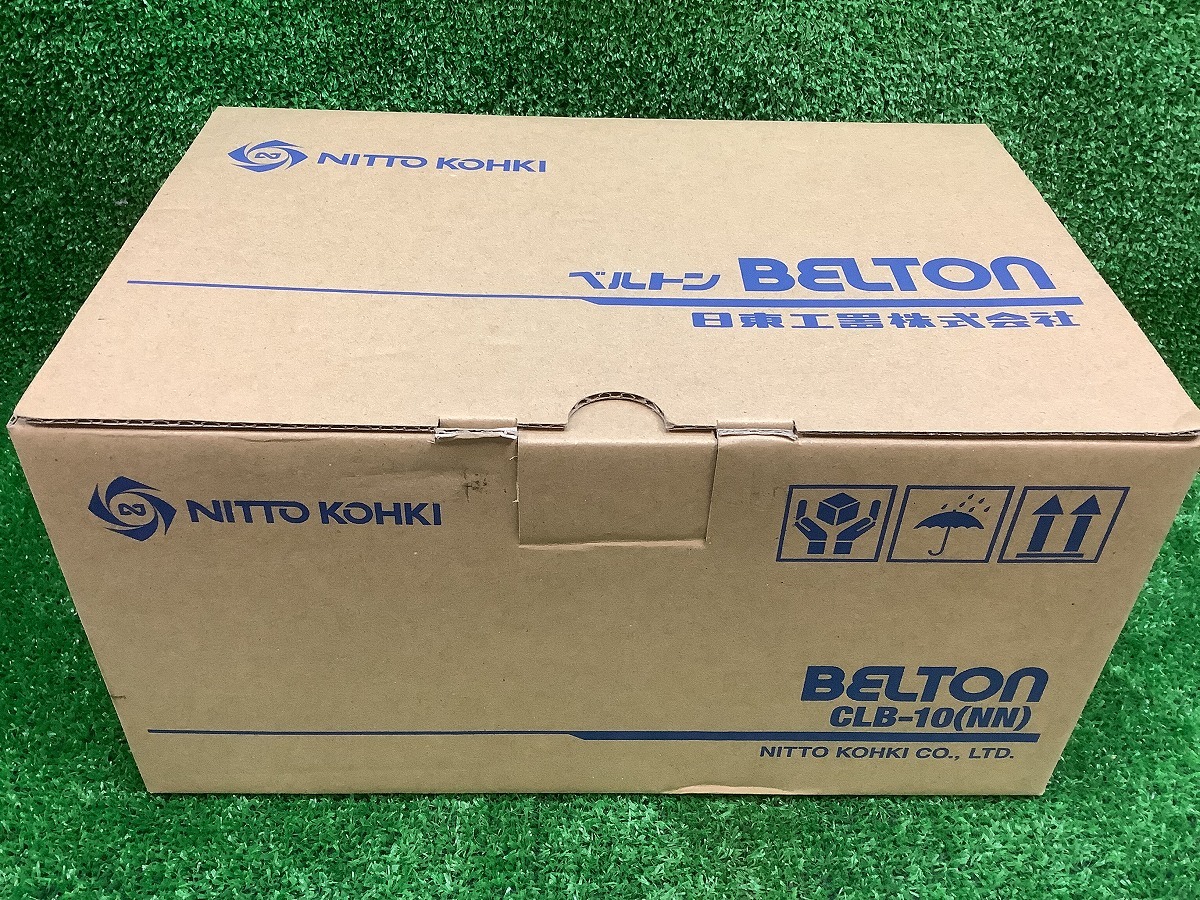 NITTO KOHKI
ベルトン BELTON
日東工器株式会社
NITTO KOHKI
BELTON
CLB-10(NN)
NITTO KOHKI CO., LTD.